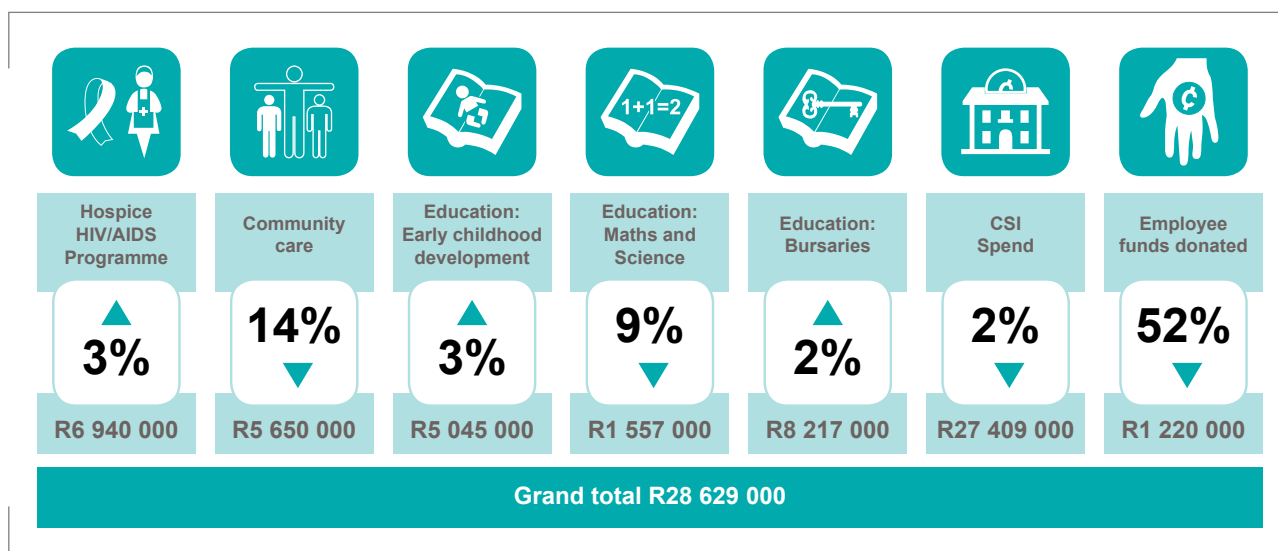 1+1=2
¢
¢
Hospice
HIV/AIDS
Programme
3%
R6 940 000
Community
care
14%
R5 650 000
Education:
Early childhood
development
3%
R5 045 000
Education:
Maths and
Science
9%
R1 557 000
Education:
Bursaries
2%
R8 217 000
CSI
Spend
2%
R27 409 000
Employee
funds donated
52%
R1 220 000
Grand total R28 629 000